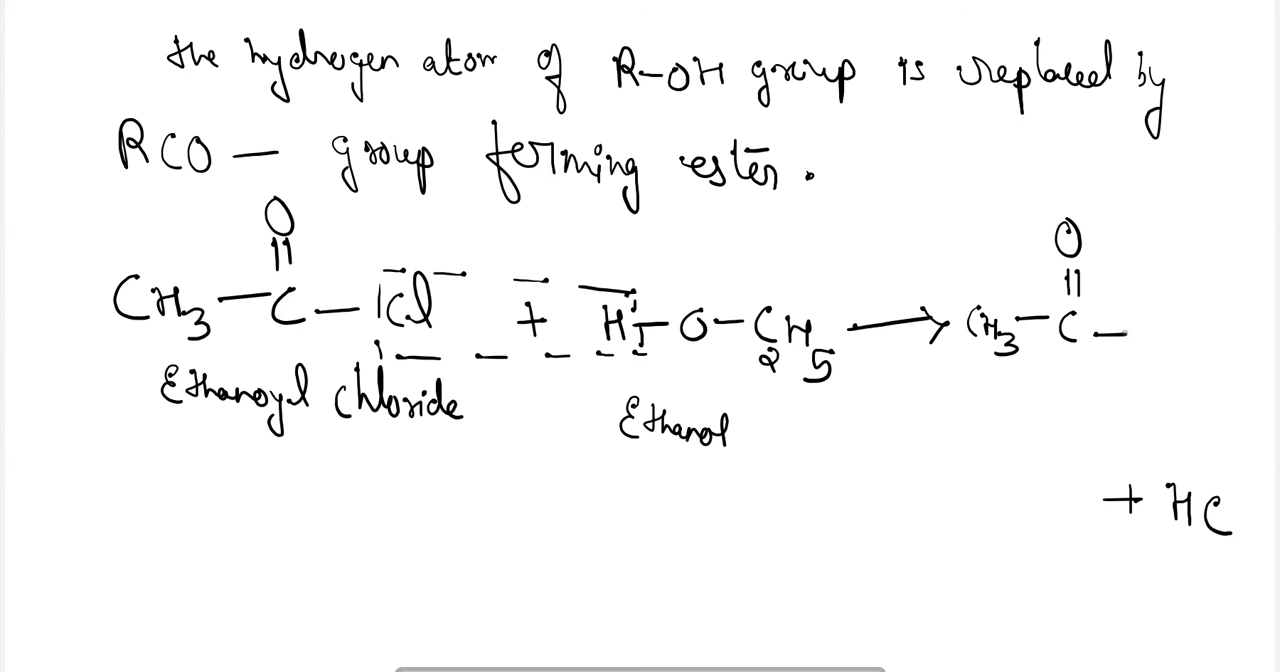 the hydrogen atom of R-OH group is replaced by
RCO — group forming ester.
O
||
CH3—C—Cl + H—O—C2H5 ⟶ CH3—C—
O
||
Ethanoyl chloride
Ethanol
+ HC